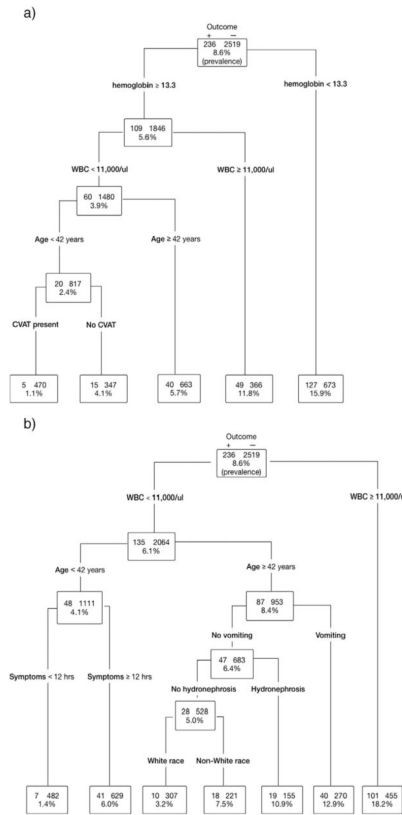 a)
Outcome
+ −
236 2519
8.6%
(prevalence)
hemoglobin ≥ 13.3
hemoglobin < 13.3
109 1846
5.6%
WBC < 11,000/ul
WBC ≥ 11,000/ul
60 1480
3.9%
Age < 42 years
Age ≥ 42 years
20 817
2.4%
CVAT present
No CVAT
5 470
1.1%
15 347
4.1%
40 663
5.7%
49 366
11.8%
127 673
15.9%
b)
Outcome
+ −
236 2519
8.6%
(prevalence)
WBC < 11,000/ul
WBC ≥ 11,000/ul
135 2064
6.1%
Age < 42 years
Age ≥ 42 years
48 1111
4.1%
87 953
8.4%
No vomiting
Vomiting
47 683
6.4%
Symptoms < 12 hrs
Symptoms ≥ 12 hrs
No hydronephrosis
Hydronephrosis
28 528
5.0%
White race
Non-White race
7 482
1.4%
41 629
6.0%
10 307
3.2%
18 221
7.5%
19 155
10.9%
40 270
12.9%
101 455
18.2%